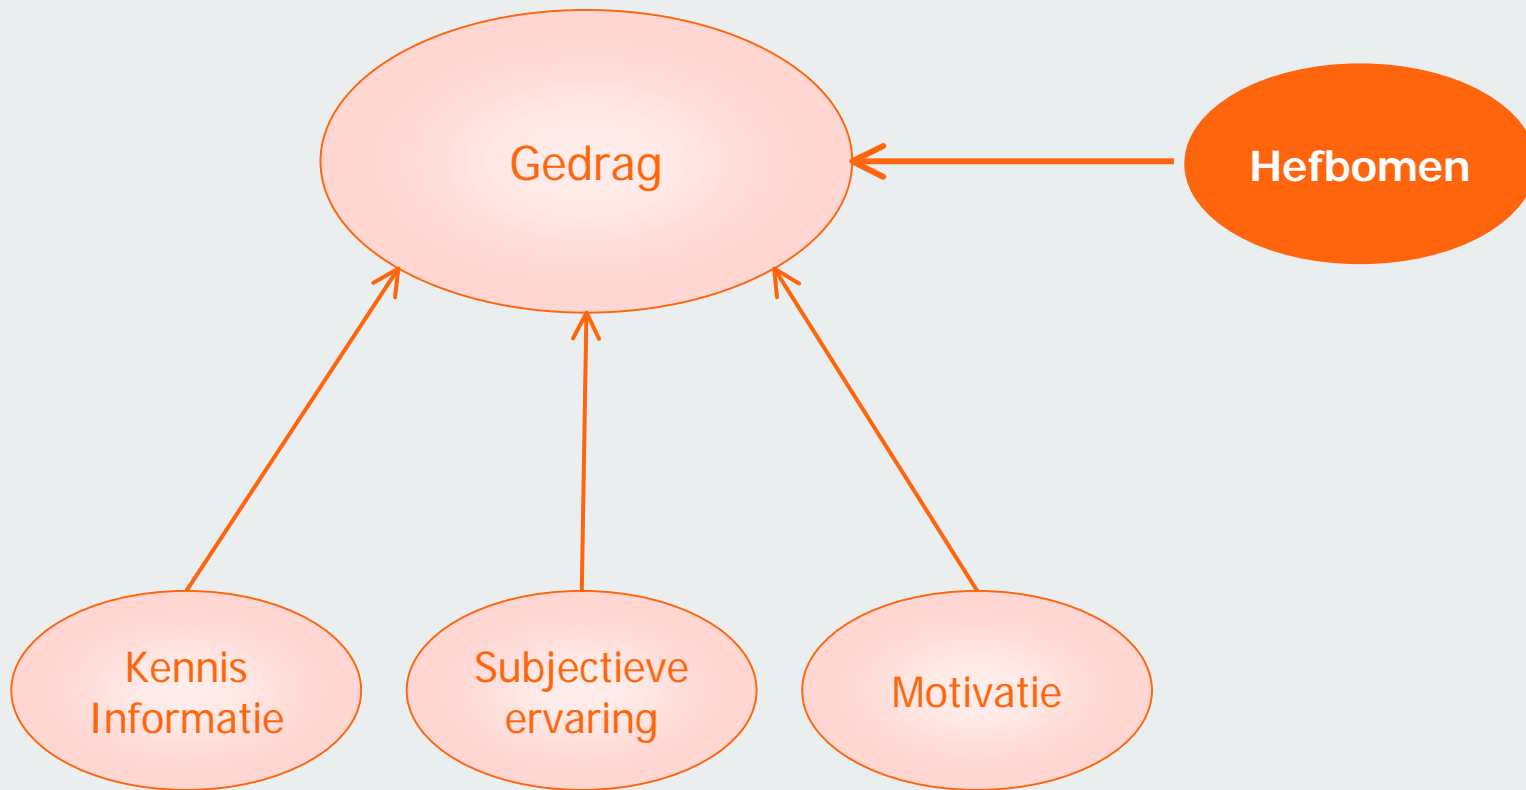 Gedrag
Hefbomen
Kennis
Informatie
Subjectieve
ervaring
Motivatie